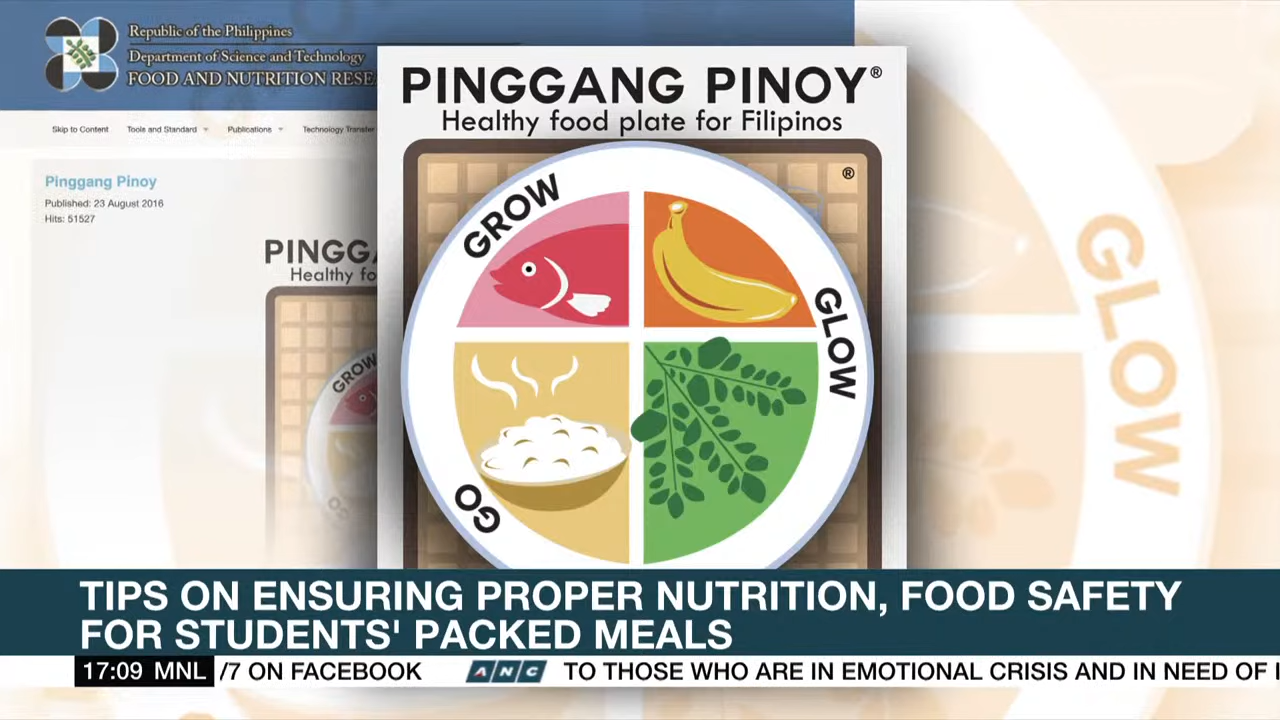 Republic of the Philippines
Department of Science and Technology
FOOD AND NUTRITION
Skip to Content Tools and Standard Publications Technology Transfer
Pinggang Pinoy
Published: 23 August 2016
Hits: 51527
Healthy
GROW
PINGGANG PINOY®
Healthy food plate for Filipinos
®
GROW
GLOW
GO
GLOW
TIPS ON ENSURING PROPER NUTRITION, FOOD SAFETY
FOR STUDENTS' PACKED MEALS
17:09 MNL /7 ON FACEBOOK ANC TO THOSE WHO ARE IN EMOTIONAL CRISIS AND IN NEED OF